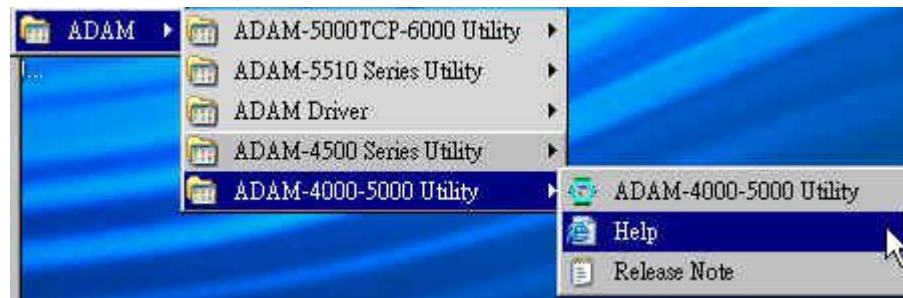 ADAM
ADAM-5000TCP-6000 Utility
ADAM-5510 Series Utility
ADAM Driver
ADAM-4500 Series Utility
ADAM-4000-5000 Utility
ADAM-4000-5000 Utility
Help
Release Note